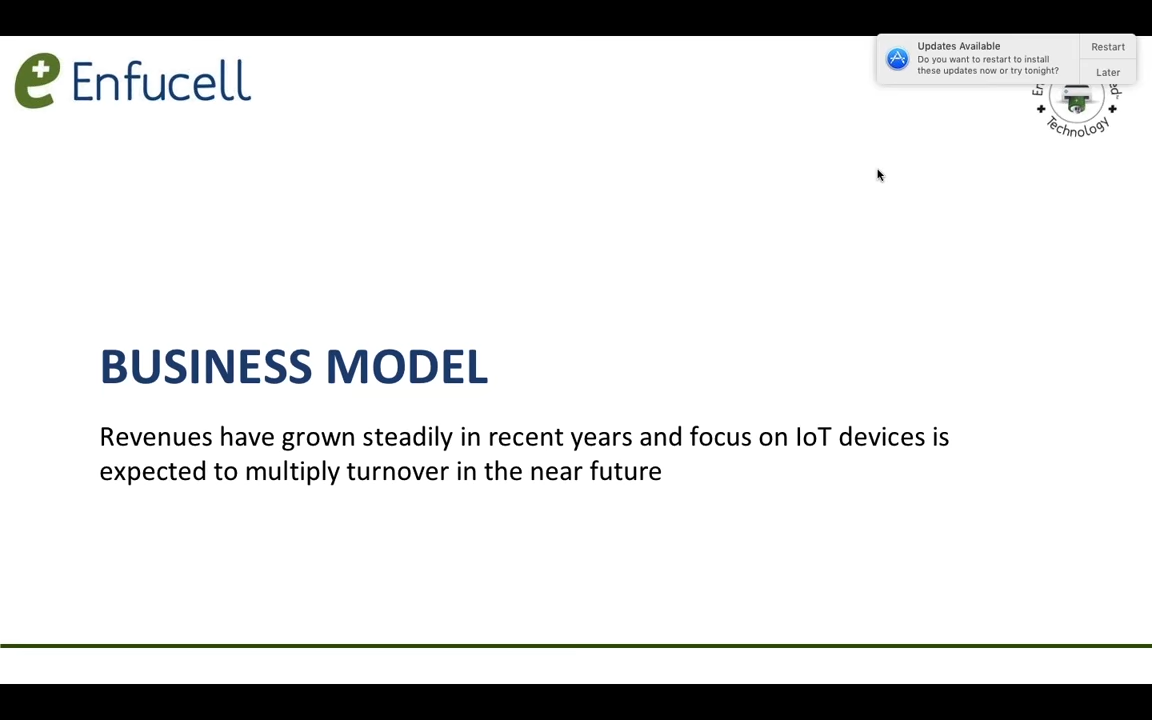 Enfucell
Updates Available
Do you want to restart to install
these updates now or try tonight?
Restart
Later
Technology
BUSINESS MODEL
Revenues have grown steadily in recent years and focus on IoT devices is
expected to multiply turnover in the near future